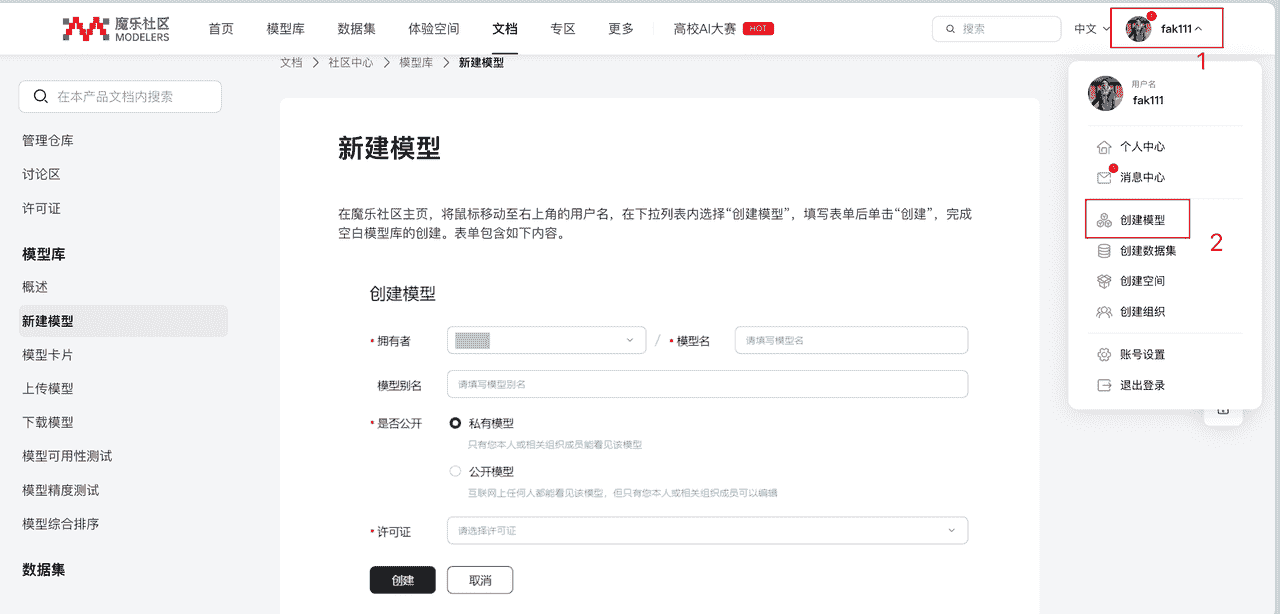 魔乐社区
MODELERS
首页
模型库
数据集
体验空间
文档
专区
更多
高校AI大赛
HOT
搜索
中文
fak111
1
文档 > 社区中心 > 模型库 > 新建模型
在本产品文档内搜索
管理仓库
讨论区
许可证
模型库
概述
新建模型
模型卡片
上传模型
下载模型
模型可用性测试
模型精度测试
模型综合排序
数据集
新建模型
在魔乐社区主页，将鼠标移动至右上角的用户名，在下拉列表内选择“创建模型”，填写表单后单击“创建”，完成
空白模型库的创建。表单包含如下内容。
创建模型
* 拥有者
/
* 模型名
请填写模型名
模型别名
请填写模型别名
* 是否公开
私有模型
只有您本人或相关组织成员能看见该模型
公开模型
互联网上任何人都能看见该模型，但只有您本人或相关组织成员可以编辑
* 许可证
请选择许可证
创建
取消
用户名
fak111
个人中心
消息中心
创建模型
2
创建数据集
创建空间
创建组织
账号设置
退出登录